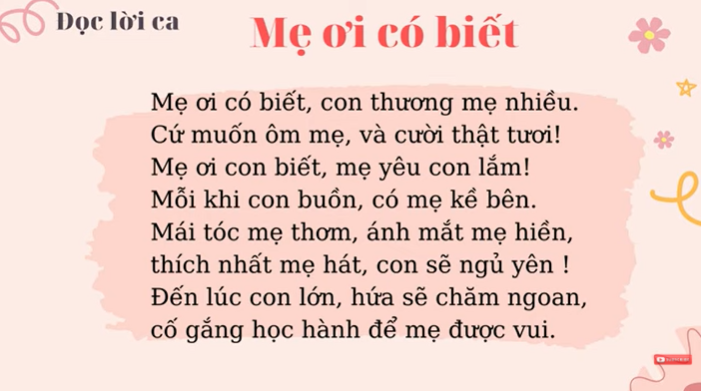 Đọc lời ca
Mẹ ơi có biết
Mẹ ơi có biết, con thương mẹ nhiều.
Cứ muốn ôm mẹ, và cười thật tươi!
Mẹ ơi con biết, mẹ yêu con lắm!
Mỗi khi con buồn, có mẹ kề bên.
Mái tóc mẹ thơm, ánh mắt mẹ hiền,
thích nhất mẹ hát, con sẽ ngủ yên !
Đến lúc con lớn, hứa sẽ chăm ngoan,
cố gắng học hành để mẹ được vui.